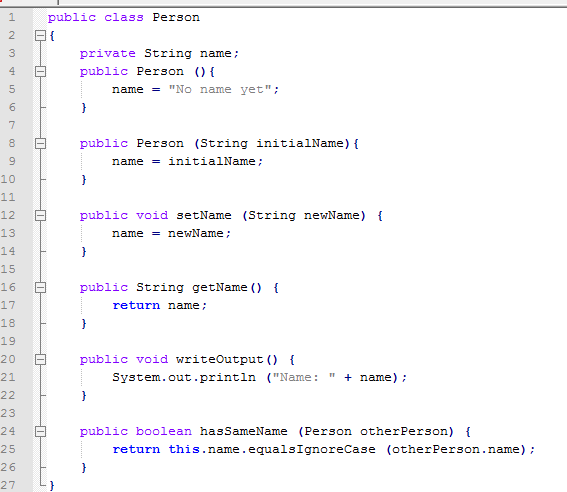 1 public class Person
2 {
3 private String name;
4 public Person (){
5 name = "No name yet";
6 }
7
8 public Person (String initialName){
9 name = initialName;
10 }
11
12 public void setName (String newName) {
13 name = newName;
14 }
15
16 public String getName() {
17 return name;
18 }
19
20 public void writeOutput() {
21 System.out.println ("Name: " + name);
22 }
23
24 public boolean hasSameName (Person otherPerson) {
25 return this.name.equalsIgnoreCase (otherPerson.name);
26 }
27 }